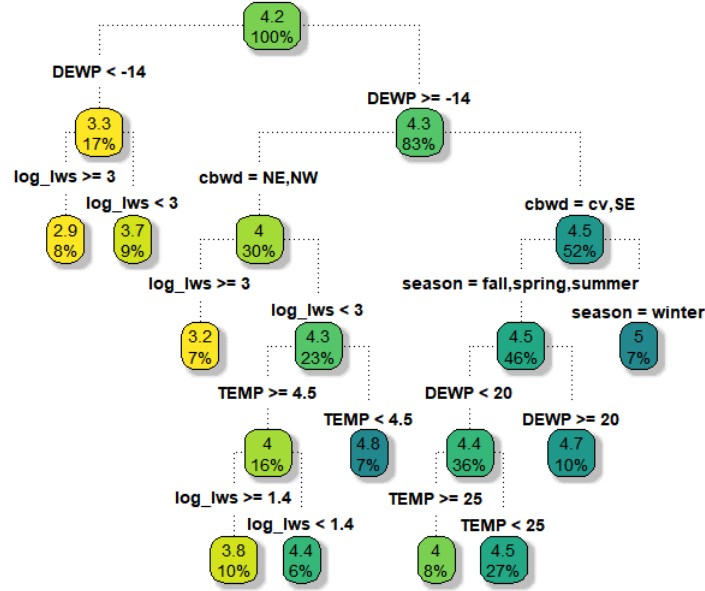 4.2
100%
DEWP < -14
DEWP >= -14
3.3
17%
4.3
83%
log_lws >= 3
log_lws < 3
cbwd = NE,NW
cbwd = cv,SE
2.9
8%
3.7
9%
4
30%
4.5
52%
log_lws >= 3
log_lws < 3
season = fall,spring,summer
season = winter
3.2
7%
4.3
23%
4.5
46%
5
7%
TEMP >= 4.5
TEMP < 4.5
DEWP < 20
DEWP >= 20
4
16%
4.8
7%
4.4
36%
4.7
10%
log_lws >= 1.4
log_lws < 1.4
TEMP >= 25
TEMP < 25
3.8
10%
4.4
6%
4
8%
4.5
27%